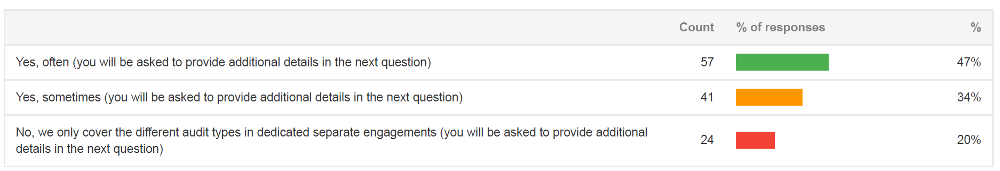 Count % of responses %
Yes, often (you will be asked to provide additional details in the next question) 57 47%
Yes, sometimes (you will be asked to provide additional details in the next question) 41 34%
No, we only cover the different audit types in dedicated separate engagements (you will be asked to provide additional
details in the next question) 24 20%